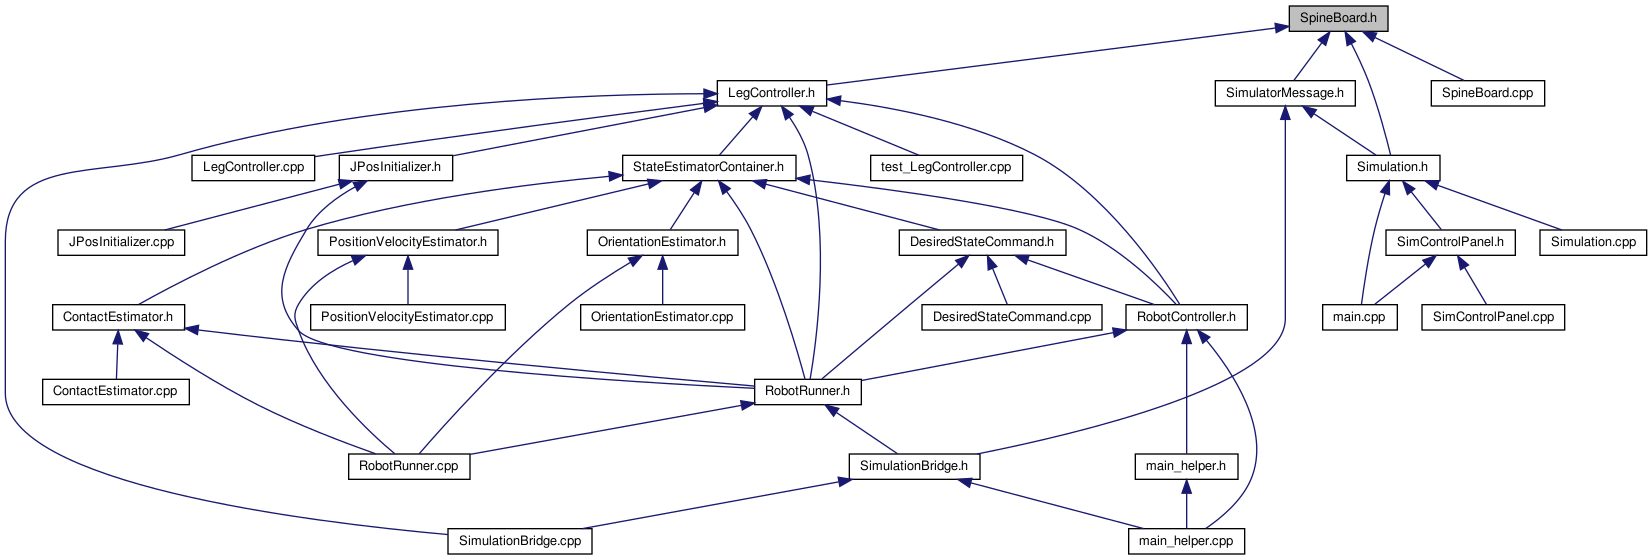 SpineBoard.h
LegController.h
SimulatorMessage.h
SpineBoard.cpp
LegController.cpp
JPosInitializer.h
StateEstimatorContainer.h
test_LegController.cpp
Simulation.h
JPosInitializer.cpp
PositionVelocityEstimator.h
OrientationEstimator.h
DesiredStateCommand.h
SimControlPanel.h
Simulation.cpp
ContactEstimator.h
PositionVelocityEstimator.cpp
OrientationEstimator.cpp
DesiredStateCommand.cpp
RobotController.h
main.cpp
SimControlPanel.cpp
ContactEstimator.cpp
RobotRunner.h
RobotRunner.cpp
SimulationBridge.h
main_helper.h
SimulationBridge.cpp
main_helper.cpp